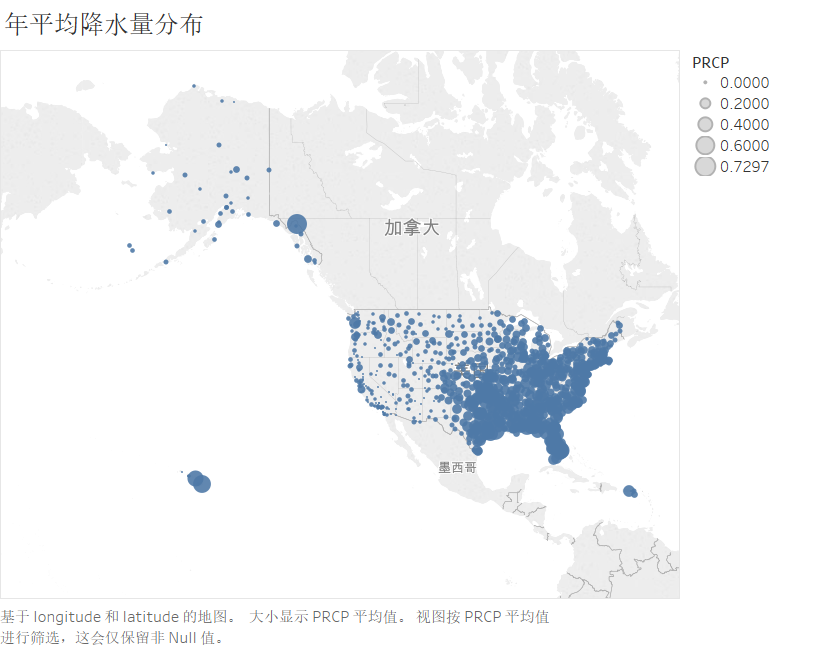 年平均降水量分布
PRCP
0.0000
0.2000
0.4000
0.6000
0.7297
加拿大
墨西哥
基于 longitude 和 latitude 的地图。 大小显示 PRCP 平均值。 视图按 PRCP 平均值
进行筛选，这会仅保留非 Null 值。